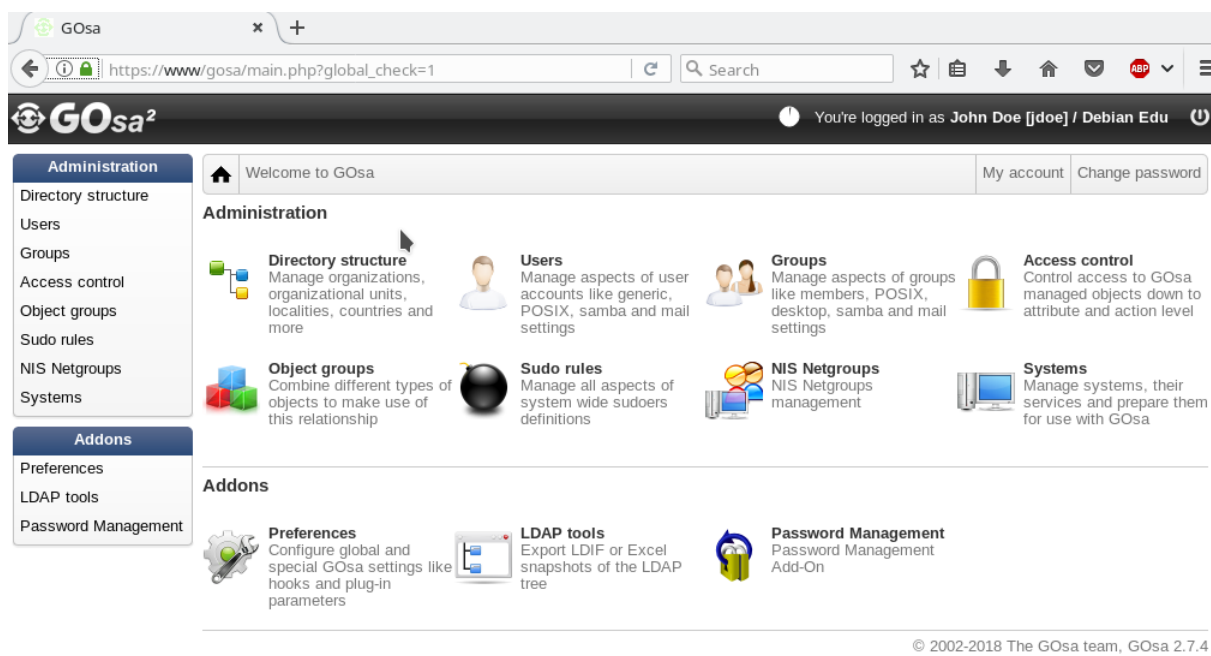 GOsa
https://www/gosa/main.php?global_check=1
Search
ABP
GOsa²
You're logged in as John Doe [jdoe] / Debian Edu
Administration
Directory structure
Users
Groups
Access control
Object groups
Sudo rules
NIS Netgroups
Systems
Addons
Preferences
LDAP tools
Password Management
Welcome to GOsa
My account
Change password
Administration
Directory structure
Manage organizations,
organizational units,
localities, countries and
more
Users
Manage aspects of user
accounts like generic,
POSIX, samba and mail
settings
Groups
Manage aspects of groups
like members, POSIX,
desktop, samba and mail
settings
Access control
Control access to GOsa
managed objects down to
attribute and action level
Object groups
Combine different types of
objects to make use of
this relationship
Sudo rules
Manage all aspects of
system wide sudoers
definitions
NIS Netgroups
NIS Netgroups
management
Systems
Manage systems, their
services and prepare them
for use with GOsa
Addons
Preferences
Configure global and
special GOsa settings like
hooks and plug-in
parameters
LDAP tools
Export LDIF or Excel
snapshots of the LDAP
tree
Password Management
Password Management
Add-On
© 2002-2018 The GOsa team, GOsa 2.7.4